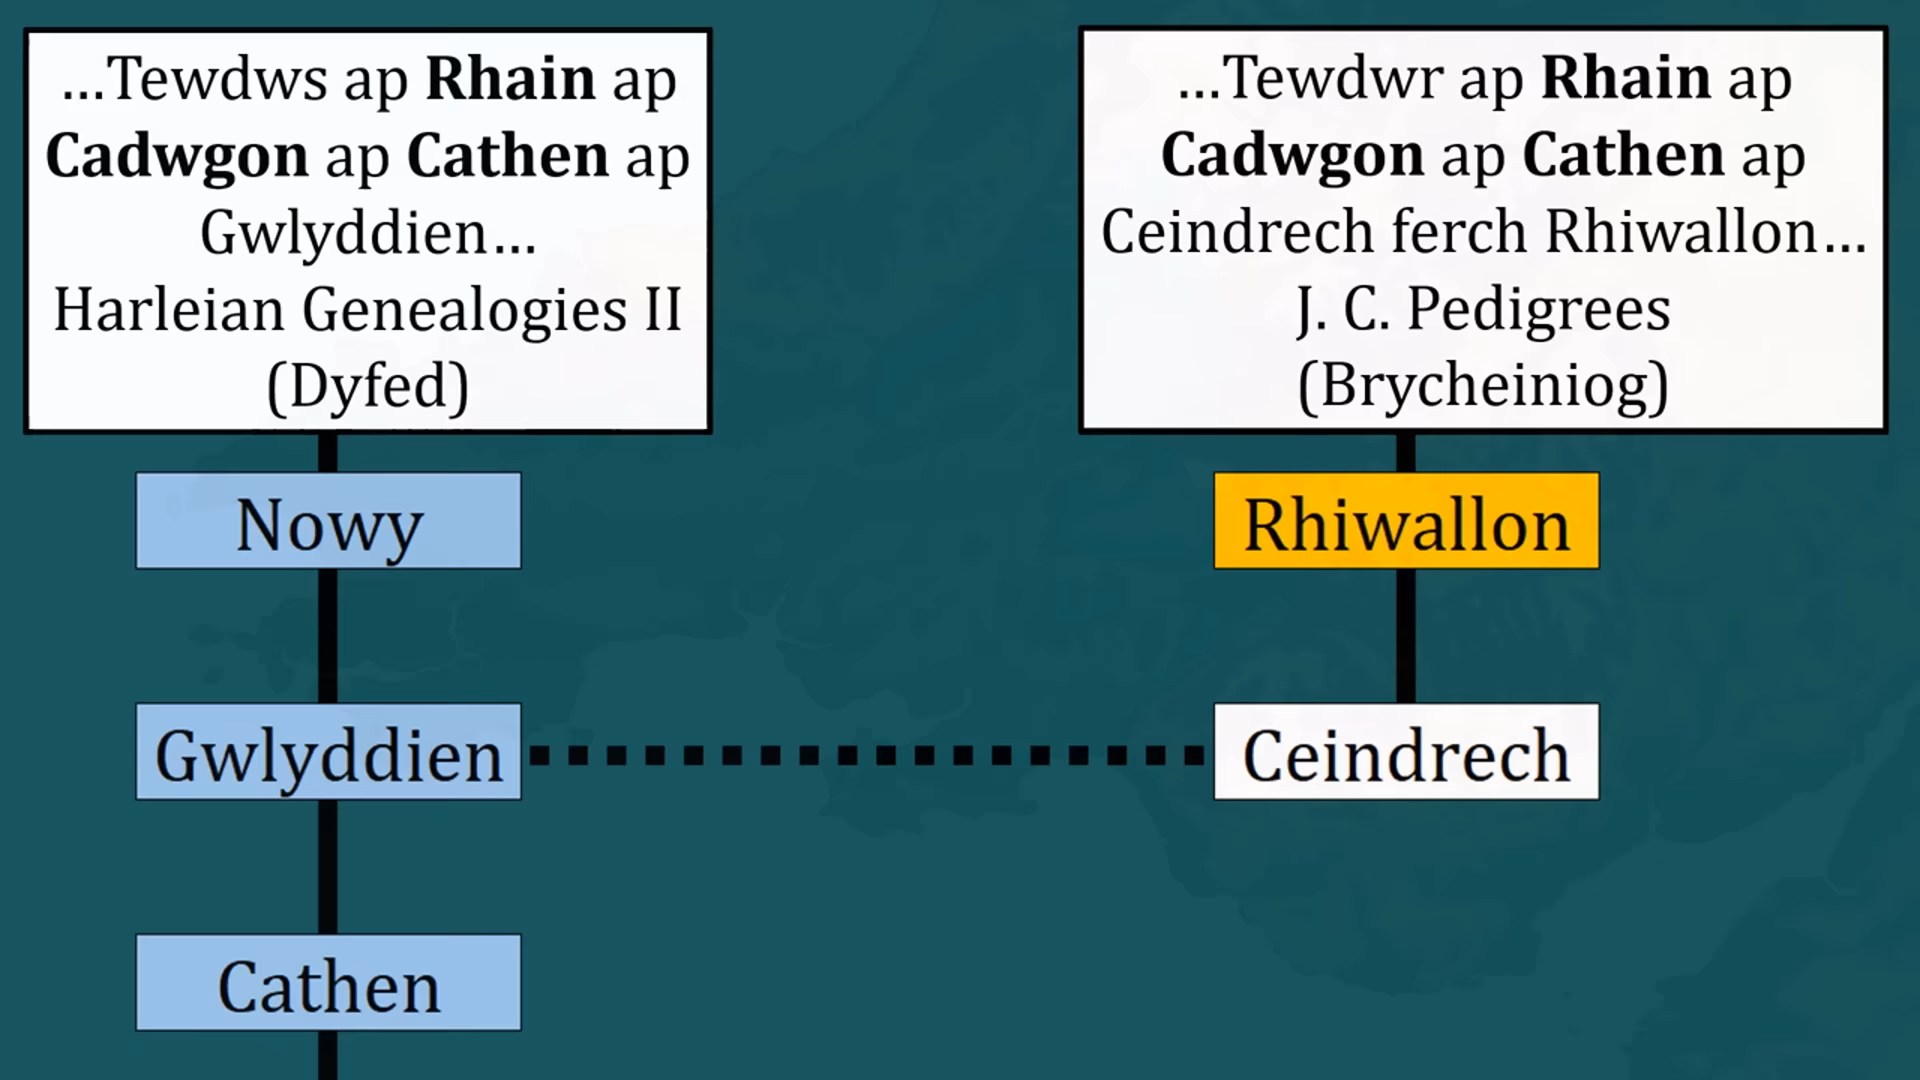 ...Tewdws ap Rhain ap
Cadwgon ap Cathen ap
Gwlyddien...
Harleian Genealogies II
(Dyfed)
...Tewdwr ap Rhain ap
Cadwgon ap Cathen ap
Ceindrech ferch Rhiwallon...
J. C. Pedigrees
(Brycheiniog)
Nowy
Rhiwallon
Gwlyddien
Ceindrech
Cathen